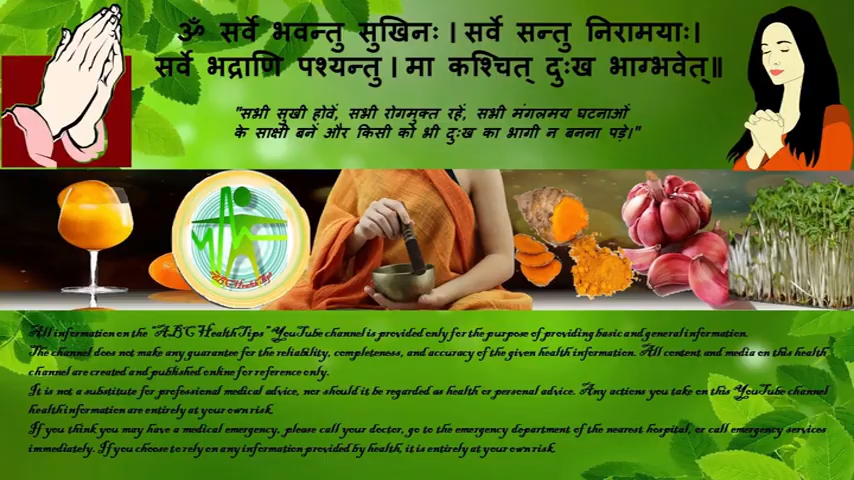 ॐ सर्वे भवन्तु सुखिनः । सर्वे सन्तु निरामयाः।
सर्वे भद्राणि पश्यन्तु । मा कश्चित् दुःख भाग्भवेत्॥
"सभी सुखी होवें, सभी रोगमुक्त रहें, सभी मंगलमय घटनाओं
के साक्षी बनें और किसी को भी दुःख का भागी न बनना पड़े।"
ABC Health Tips
All information on the "ABC Health Tips" YouTube channel is provided only for the purpose of providing basic and general information.
The channel does not make any guarantee for the reliability, completeness, and accuracy of the given health information. All content and media on this health
channel are created and published online for reference only.
It is not a substitute for professional medical advice, nor should it be regarded as health or personal advice. Any actions you take on this YouTube channel
health information are entirely at your own risk.
If you think you may have a medical emergency, please call your doctor, go to the emergency department of the nearest hospital, or call emergency services
immediately. If you choose to rely on any information provided by health, it is entirely at your own risk.